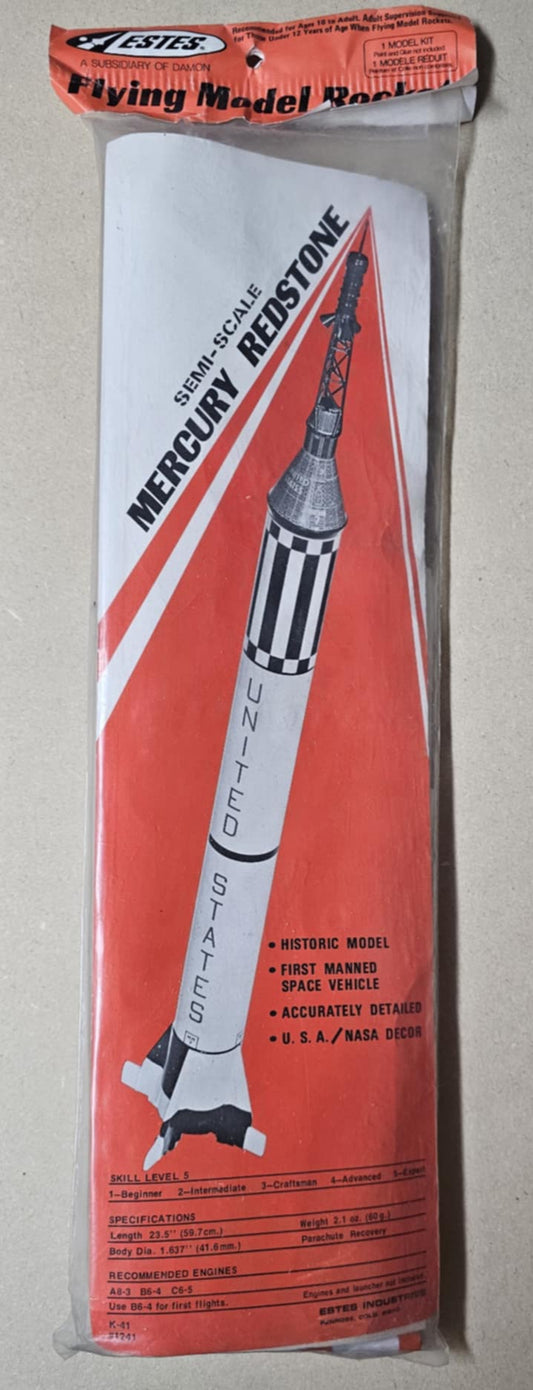 ESTES®
A SUBSIDIARY OF DAMON
Recommended for Ages 10 to Adult. Adult Supervision
for Those Under 12 Years of Age When Flying Model Rockets.
1 MODEL KIT
Paint and Glue not included
1 MODELE REDUIT
Flying Model Rocket
SEMI-SCALE
MERCURY REDSTONE
UNITED
STATES
• HISTORIC MODEL
• FIRST MANNED
SPACE VEHICLE
• ACCURATELY DETAILED
• U. S. A./NASA DECOR
SKILL LEVEL 5
1—Beginner 2—Intermediate 3—Craftsman 4—Advanced 5—Expert
SPECIFICATIONS
Length 23.5" (59.7cm.)
Weight 2.1 oz. (60 g.)
Body Dia. 1.637" (41.6mm.)
Parachute Recovery
RECOMMENDED ENGINES
A8-3 B6-4 C6-5
Engines and launcher not included.
Use B6-4 for first flights.
ESTES INDUSTRIES
PENROSE, COLO.
K-41
#1241